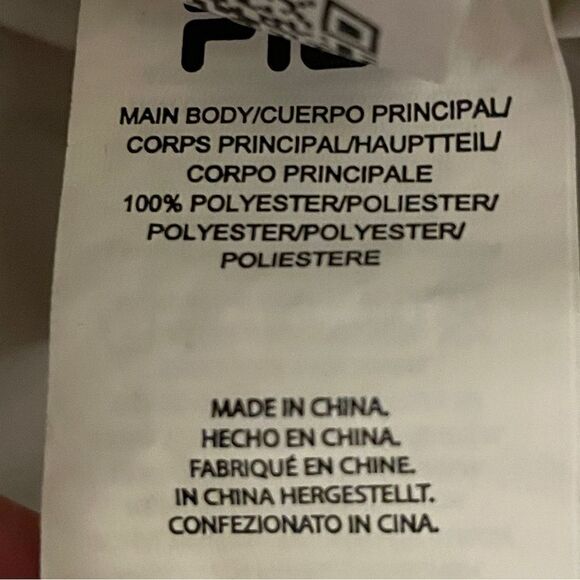 MAIN BODY/CUERPO PRINCIPAL/
CORPS PRINCIPAL/HAUPTTEIL/
CORPO PRINCIPALE
100% POLYESTER/POLIESTER/
POLYESTER/POLYESTER/
POLIESTERE
MADE IN CHINA.
HECHO EN CHINA.
FABRIQUÉ EN CHINE.
IN CHINA HERGESTELLT.
CONFEZIONATO IN CINA.